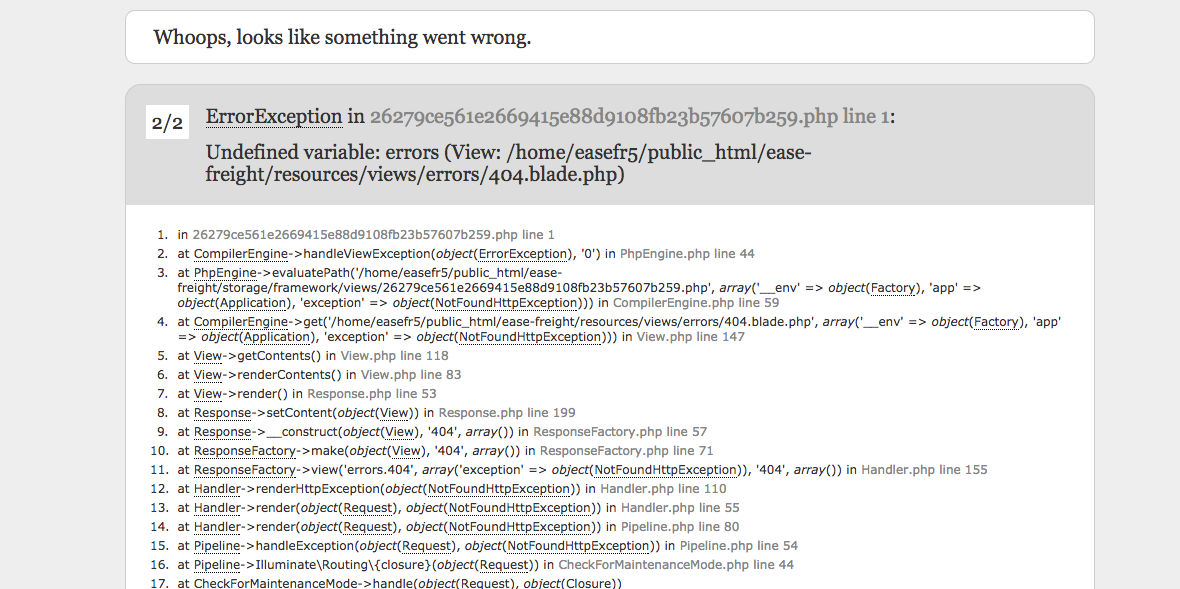 Whoops, looks like something went wrong.
2/2
ErrorException in 26279ce561e2669415e88d9108fb23b57607b259.php line 1:
Undefined variable: errors (View: /home/easefr5/public_html/ease-
freight/resources/views/errors/404.blade.php)
1. in 26279ce561e2669415e88d9108fb23b57607b259.php line 1
2. at CompilerEngine->handleViewException(object(ErrorException), '0') in PhpEngine.php line 44
3. at PhpEngine->evaluatePath('/home/easefr5/public_html/ease-
freight/storage/framework/views/26279ce561e2669415e88d9108fb23b57607b259.php', array('__env' => object(Factory), 'app' =>
object(Application), 'exception' => object(NotFoundHttpException))) in CompilerEngine.php line 59
4. at CompilerEngine->get('/home/easefr5/public_html/ease-freight/resources/views/errors/404.blade.php', array('__env' => object(Factory), 'app'
=> object(Application), 'exception' => object(NotFoundHttpException))) in View.php line 147
5. at View->getContents() in View.php line 118
6. at View->renderContents() in View.php line 83
7. at View->render() in Response.php line 53
8. at Response->setContent(object(View)) in Response.php line 199
9. at Response->__construct(object(View), '404', array()) in ResponseFactory.php line 57
10. at ResponseFactory->make(object(View), '404', array()) in ResponseFactory.php line 71
11. at ResponseFactory->view('errors.404', array('exception' => object(NotFoundHttpException)), '404', array()) in Handler.php line 155
12. at Handler->renderHttpException(object(NotFoundHttpException)) in Handler.php line 110
13. at Handler->render(object(Request), object(NotFoundHttpException)) in Handler.php line 55
14. at Handler->render(object(Request), object(NotFoundHttpException)) in Pipeline.php line 80
15. at Pipeline->handleException(object(Request), object(NotFoundHttpException)) in Pipeline.php line 54
16. at Pipeline->Illuminate\Routing\{closure}(object(Request)) in CheckForMaintenanceMode.php line 44
17. at CheckForMaintenanceMode->handle(object(Request), object(Closure))